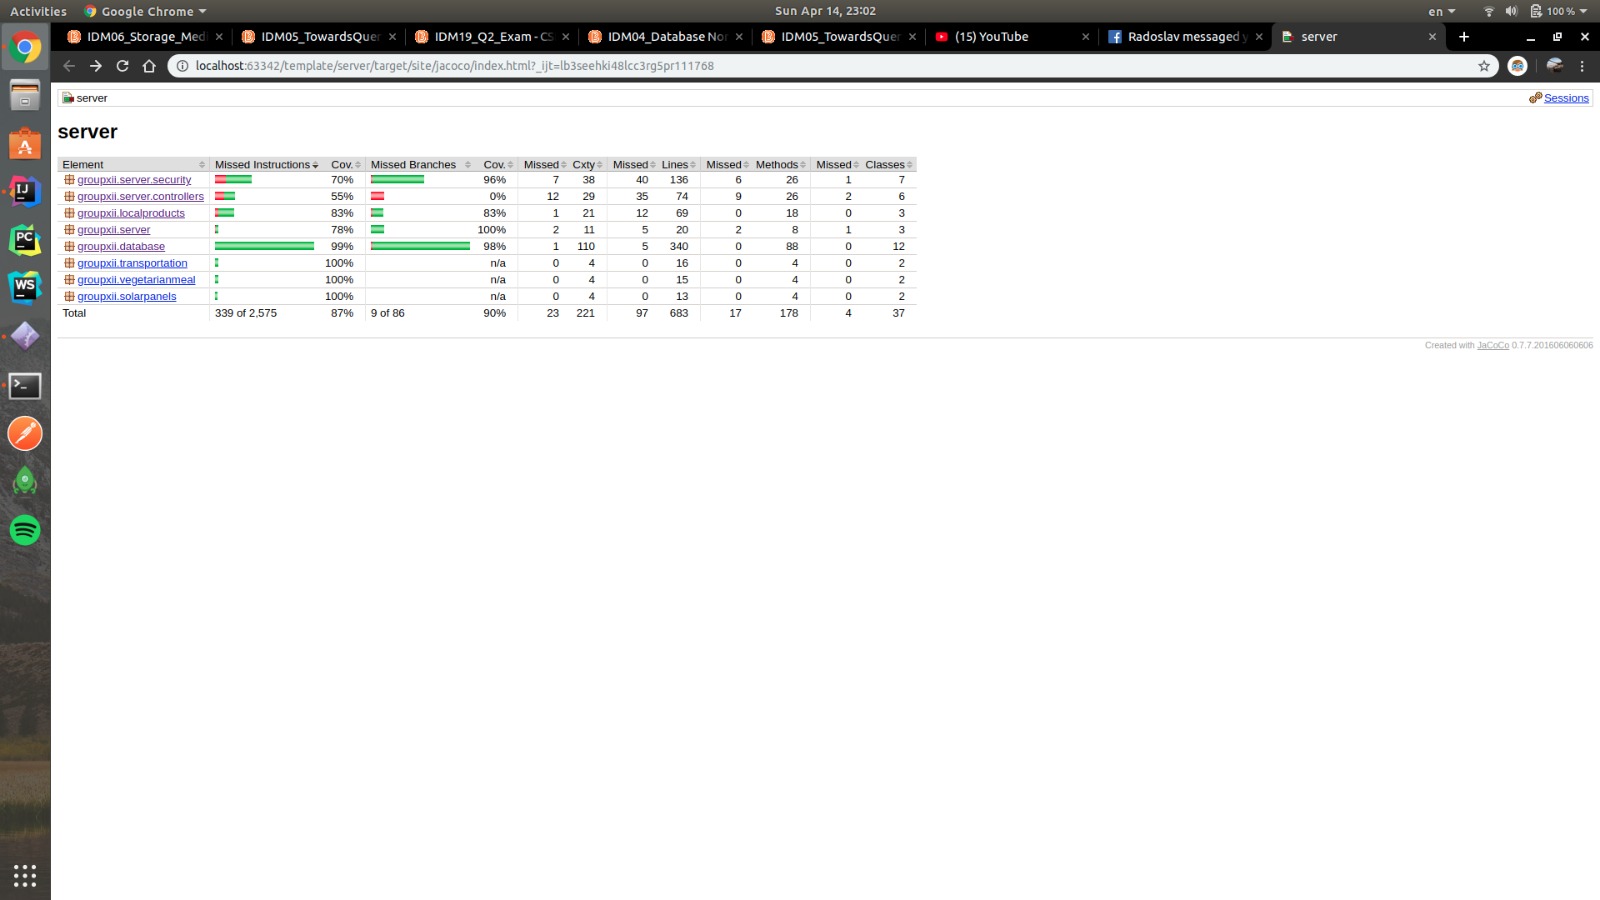 Activities Google Chrome Sun Apr 14, 23:02 en 100 %
IDM06_Storage_Med IDM05_TowardsQuer IDM19_Q2_Exam - CS IDM04_Database Nor IDM05_TowardsQuer (15) YouTube Radoslav messaged y server
localhost:63342/template/server/target/site/jacoco/index.html?_ijt=lb3seehki48lcc3rg5pr111768
server Sessions
server
Element Missed Instructions Cov. Missed Branches Cov. Missed Cxty Missed Lines Missed Methods Missed Classes
groupxii.server.security 70% 96% 7 38 40 136 6 26 1 7
groupxii.server.controllers 55% 0% 12 29 35 74 9 26 2 6
groupxii.localproducts 83% 83% 1 21 12 69 0 18 0 3
groupxii.server 78% 100% 2 11 5 20 2 8 1 3
groupxii.database 99% 98% 1 110 5 340 0 88 0 12
groupxii.transportation 100% n/a 0 4 0 16 0 4 0 2
groupxii.vegetarianmeal 100% n/a 0 4 0 15 0 4 0 2
groupxii.solarpanels 100% n/a 0 4 0 13 0 4 0 2
Total 339 of 2,575 87% 9 of 86 90% 23 221 97 683 17 178 4 37
Created with JaCoCo 0.7.7.201606060606
IJ
PC
WS